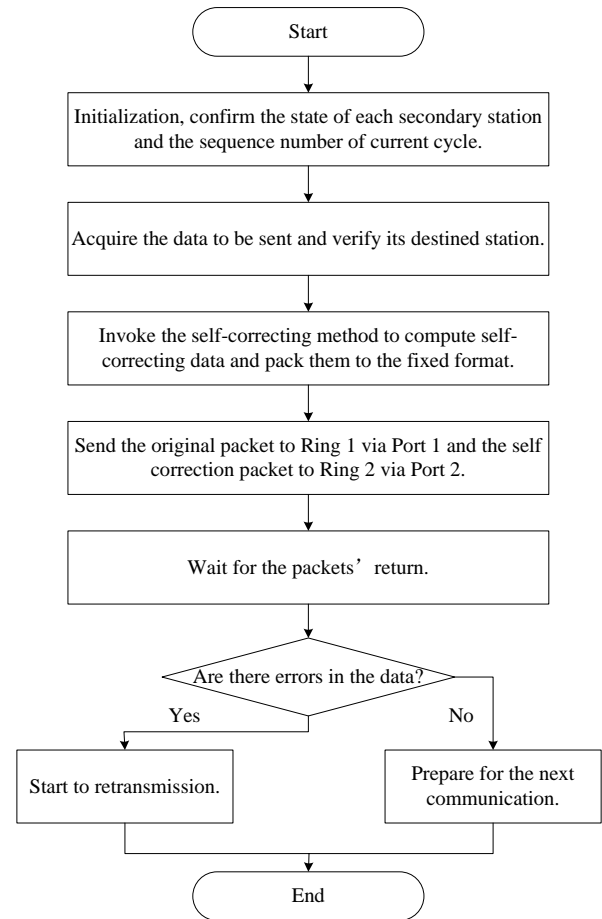 Start
Initialization, confirm the state of each secondary station
and the sequence number of current cycle.
Acquire the data to be sent and verify its destined station.
Invoke the self-correcting method to compute self-
correcting data and pack them to the fixed format.
Send the original packet to Ring 1 via Port 1 and the self
correction packet to Ring 2 via Port 2.
Wait for the packets’ return.
Are there errors in the data?
Yes
No
Start to retransmission.
Prepare for the next
communication.
End